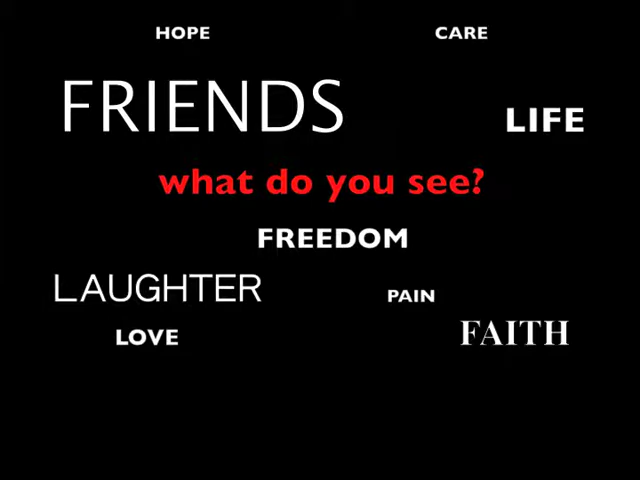 HOPE CARE
FRIENDS
LIFE
what do you see?
FREEDOM
LAUGHTER
PAIN
LOVE
FAITH